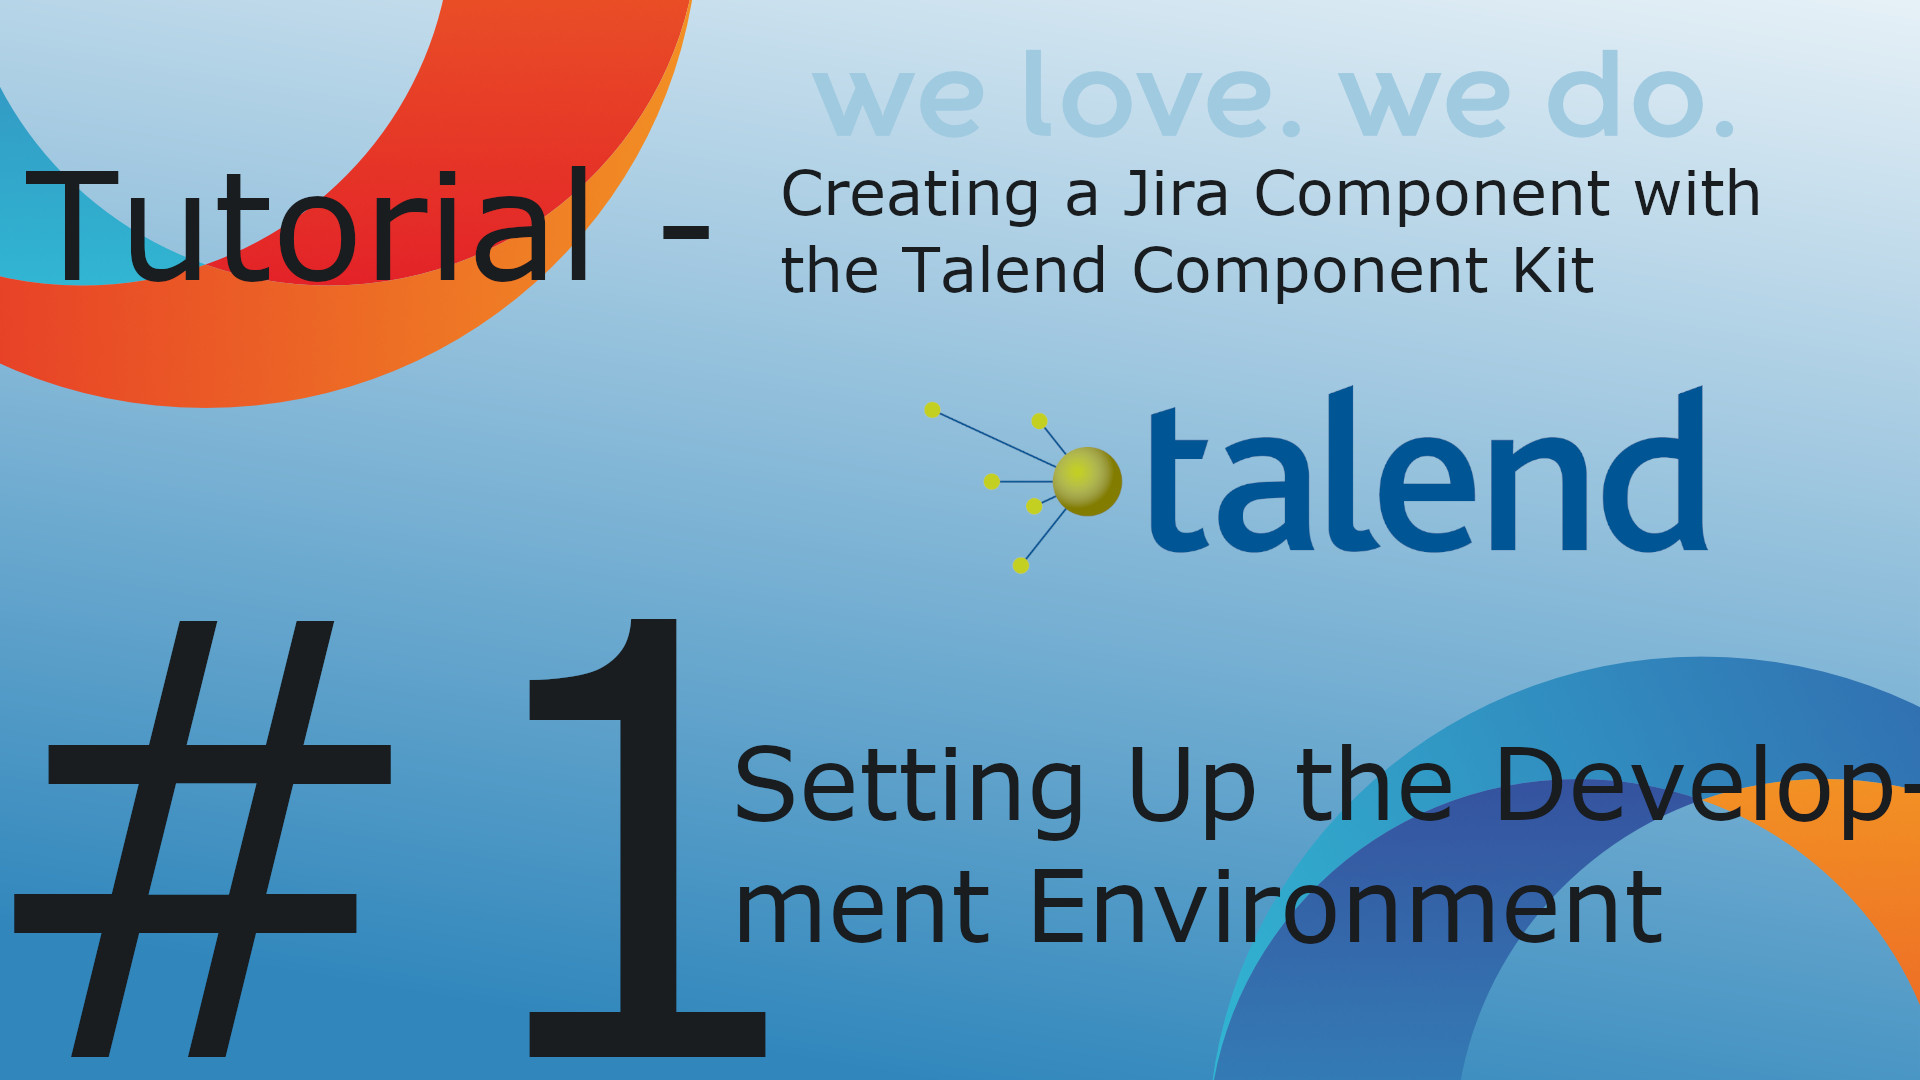 we love. we do.
Tutorial -
Creating a Jira Component with
the Talend Component Kit
talend
# 1
Setting Up the Develop-
ment Environment